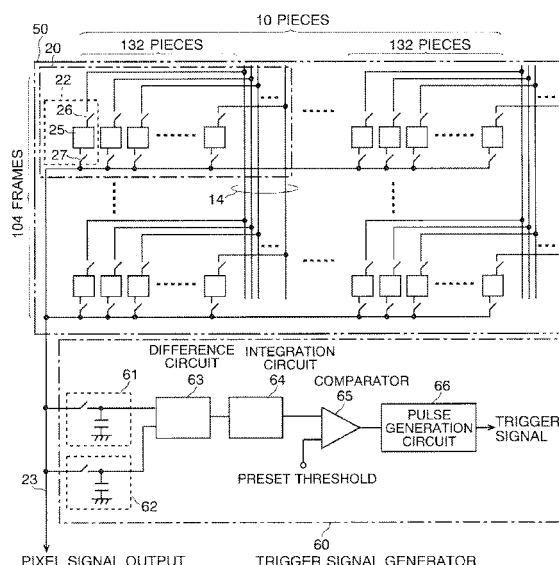 10 PIECES
50
20
132 PIECES
132 PIECES
22
26
25
27
104 FRAMES
14
DIFFERENCE CIRCUIT
INTEGRATION CIRCUIT
61
63
64
COMPARATOR
65
66
PULSE GENERATION CIRCUIT
TRIGGER SIGNAL
PRESET THRESHOLD
23
62
60
PIXEL SIGNAL OUTPUT
TRIGGER SIGNAL GENERATOR